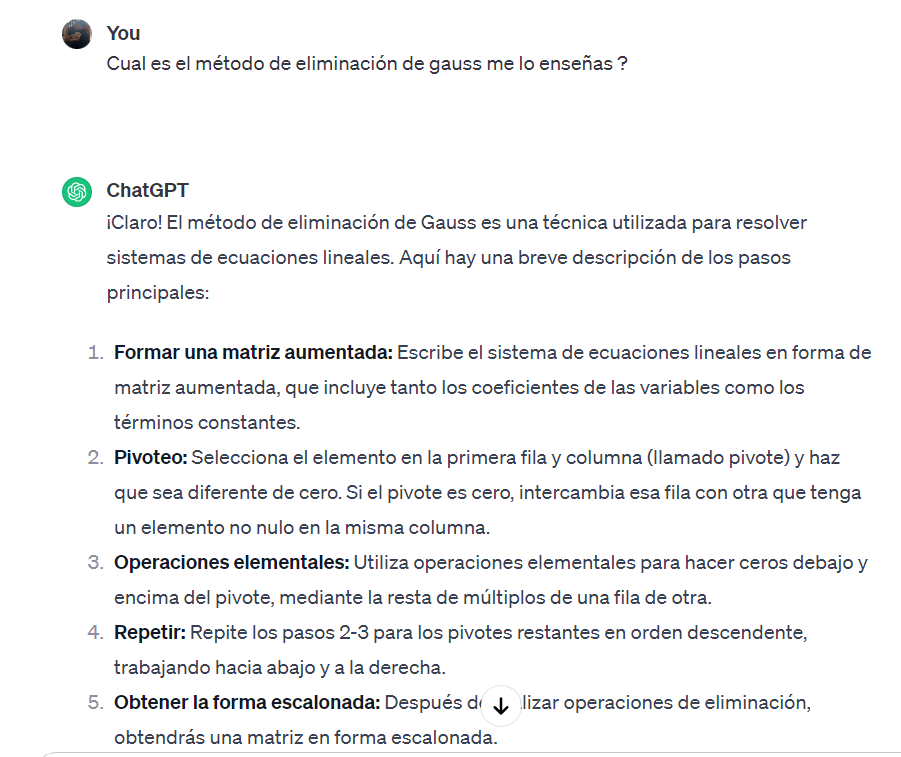 You
Cual es el método de eliminación de gauss me lo enseñas ?
ChatGPT
¡Claro! El método de eliminación de Gauss es una técnica utilizada para resolver
sistemas de ecuaciones lineales. Aquí hay una breve descripción de los pasos
principales:
1. Formar una matriz aumentada: Escribe el sistema de ecuaciones lineales en forma de
matriz aumentada, que incluye tanto los coeficientes de las variables como los
términos constantes.
2. Pivoteo: Selecciona el elemento en la primera fila y columna (llamado pivote) y haz
que sea diferente de cero. Si el pivote es cero, intercambia esa fila con otra que tenga
un elemento no nulo en la misma columna.
3. Operaciones elementales: Utiliza operaciones elementales para hacer ceros debajo y
encima del pivote, mediante la resta de múltiplos de una fila de otra.
4. Repetir: Repite los pasos 2-3 para los pivotes restantes en orden descendente,
trabajando hacia abajo y a la derecha.
5. Obtener la forma escalonada: Después operaciones de eliminación,
obtendrás una matriz en forma escalonada.